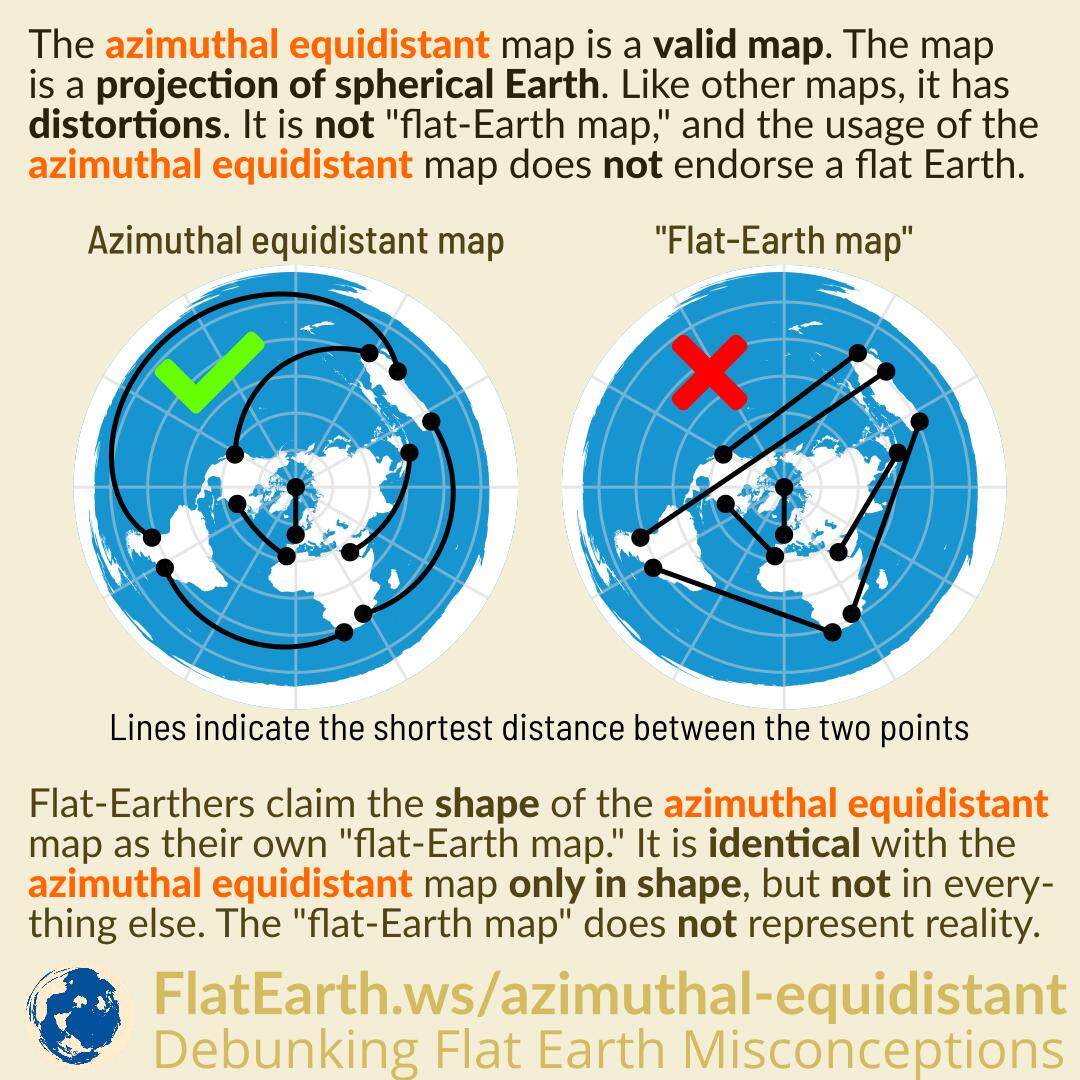 The azimuthal equidistant map is a valid map. The map
is a projection of spherical Earth. Like other maps, it has
distortions. It is not "flat-Earth map," and the usage of the
azimuthal equidistant map does not endorse a flat Earth.
Azimuthal equidistant map
"Flat-Earth map"
Lines indicate the shortest distance between the two points
Flat-Earthers claim the shape of the azimuthal equidistant
map as their own "flat-Earth map." It is identical with the
azimuthal equidistant map only in shape, but not in every-
thing else. The "flat-Earth map" does not represent reality.
FlatEarth.ws/azimuthal-equidistant
Debunking Flat Earth Misconceptions